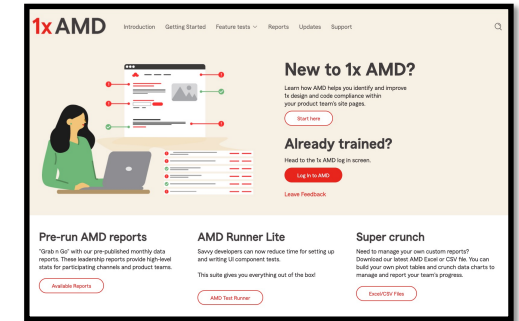 1x AMD
Introduction Getting Started Feature tests Reports Updates Support
New to 1x AMD?
Learn how AMD helps you identify and improve
1x design and code compliance within
your product team's site pages.
Start here
Already trained?
Head to the 1x AMD log in screen.
Log In to AMD
Leave Feedback
Pre-run AMD reports
"Grab n Go" with our pre-published monthly data
reports. These leadership reports provide high-level
stats for participating channels and product teams.
Available Reports
AMD Runner Lite
Savvy developers can now reduce time for setting up
and writing UI component tests.
This suite gives you everything out of the box!
AMD Test Runner
Super crunch
Need to manage your own custom reports?
Download our latest AMD Excel or CSV file. You can
build your own pivot tables and crunch data charts to
manage and report your team's progress.
Excel/CSV Files